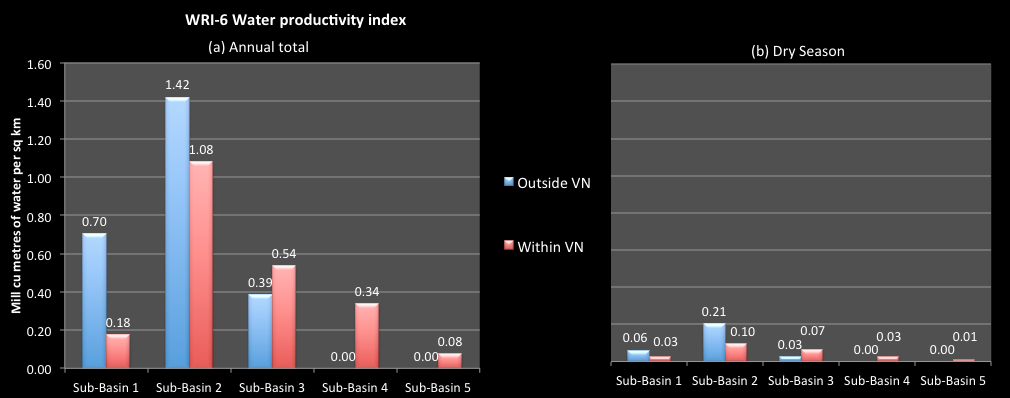 WRI-6 Water productivity index
(a) Annual total
Mill cu metres of water per sq km
1.60
1.40
1.20
1.00
0.80
0.60
0.40
0.20
0.00
0.70
0.18
1.42
1.08
0.39
0.54
0.00
0.34
0.00
0.08
Sub-Basin 1
Sub-Basin 2
Sub-Basin 3
Sub-Basin 4
Sub-Basin 5
Outside VN
Within VN
(b) Dry Season
0.06
0.03
0.21
0.10
0.03
0.07
0.00
0.03
0.00
0.01
Sub-Basin 1
Sub-Basin 2
Sub-Basin 3
Sub-Basin 4
Sub-Basin 5